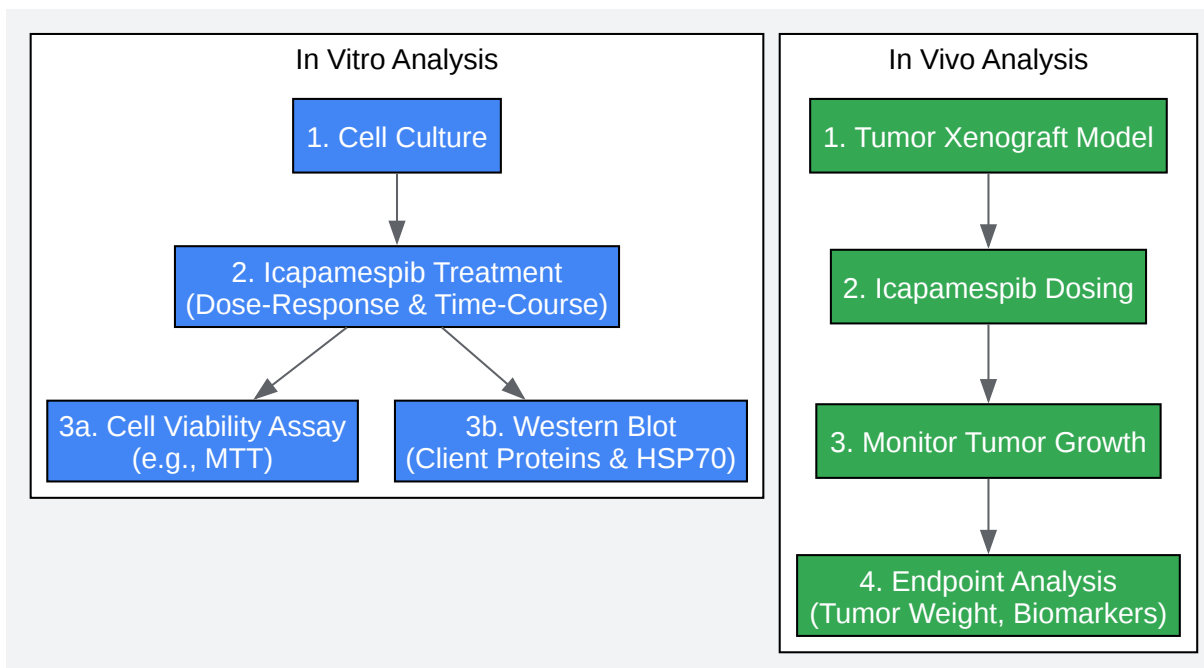 In Vitro Analysis
1. Cell Culture
2. Icapamespib Treatment
(Dose-Response & Time-Course)
3a. Cell Viability Assay
(e.g., MTT)
3b. Western Blot
(Client Proteins & HSP70)
In Vivo Analysis
1. Tumor Xenograft Model
2. Icapamespib Dosing
3. Monitor Tumor Growth
4. Endpoint Analysis
(Tumor Weight, Biomarkers)